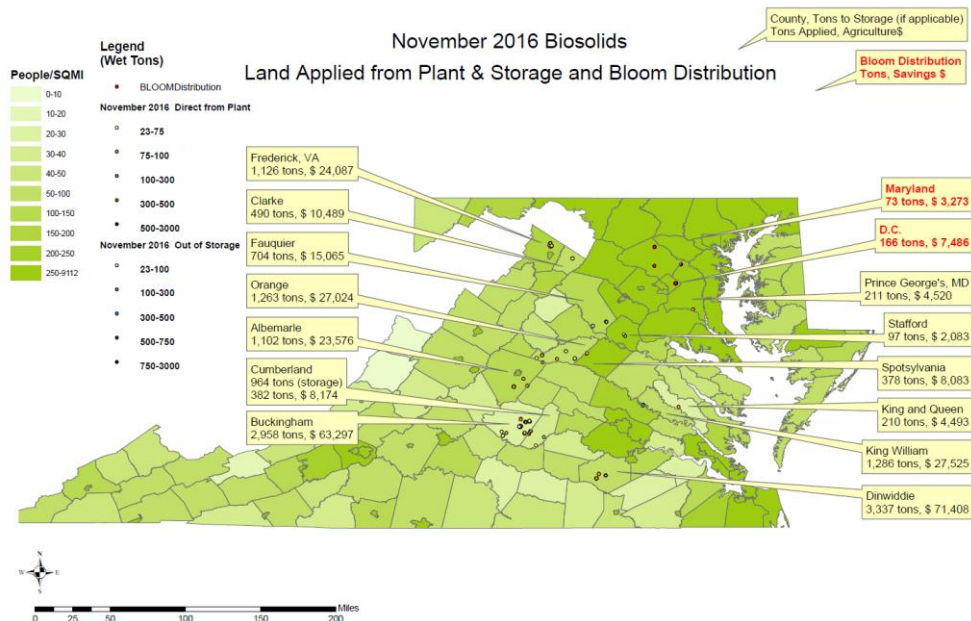 November 2016 Biosolids
Land Applied from Plant & Storage and Bloom Distribution
County, Tons to Storage (if applicable)
Tons Applied, Agriculture$
Bloom Distribution
Tons, Savings $
People/SQMI
0-10
10-20
20-30
30-40
40-50
50-100
100-150
150-200
200-250
250-9112
Legend
(Wet Tons)
BLOOMDistribution
November 2016 Direct from Plant
23-75
75-100
100-300
300-500
500-3000
November 2016 Out of Storage
23-100
100-300
300-500
500-750
750-3000
Frederick, VA
1,126 tons, $ 24,087
Clarke
490 tons, $ 10,489
Fauquier
704 tons, $ 15,065
Orange
1,263 tons, $ 27,024
Albemarle
1,102 tons, $ 23,576
Cumberland
964 tons (storage)
382 tons, $ 8,174
Buckingham
2,958 tons, $ 63,297
Maryland
73 tons, $ 3,273
D.C.
166 tons, $ 7,486
Prince George's, MD
211 tons, $ 4,520
Stafford
97 tons, $ 2,083
Spotsylvania
378 tons, $ 8,083
King and Queen
210 tons, $ 4,493
King William
1,286 tons, $ 27,525
Dinwiddie
3,337 tons, $ 71,408
N
W E
S
Miles
0 25 50 100 150 200